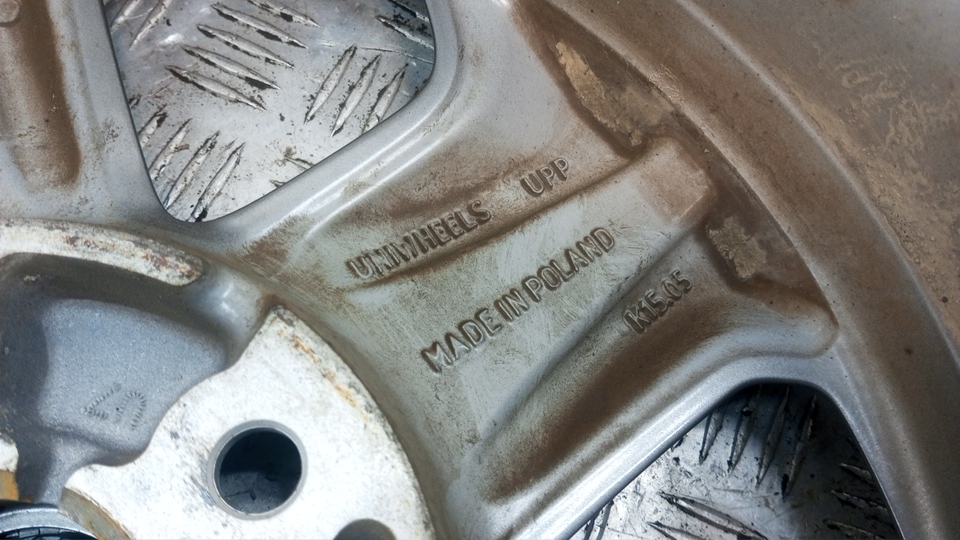 UNIWHEELS UPP
MADE IN POLAND
K15.05